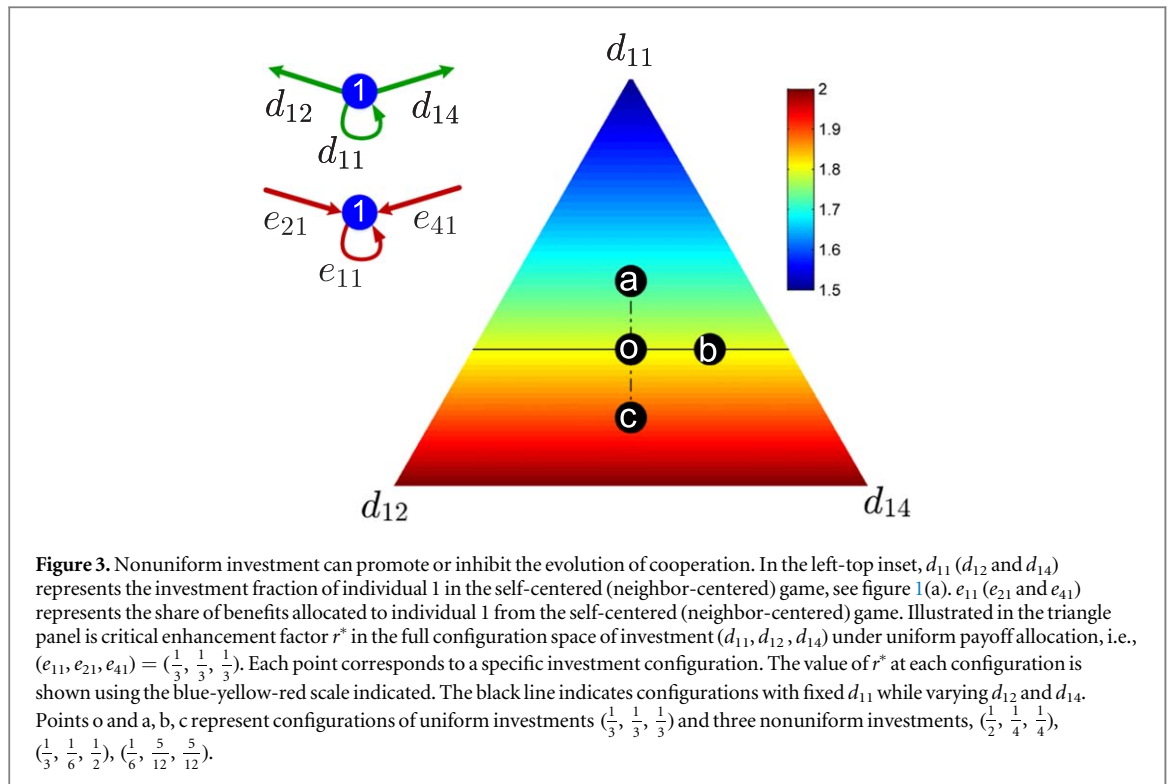 d11
1
d12
d14
d11
1
e21
e41
e11
2
1.9
1.8
1.7
1.6
1.5
a
o
b
c
d12
d14
Figure 3. Nonuniform investment can promote or inhibit the evolution of cooperation. In the left-top inset, d11 (d12 and d14)
represents the investment fraction of individual 1 in the self-centered (neighbor-centered) game, see figure 1(a). e11 (e21 and e41)
represents the share of benefits allocated to individual 1 from the self-centered (neighbor-centered) game. Illustrated in the triangle
panel is critical enhancement factor r* in the full configuration space of investment (d11, d12, d14) under uniform payoff allocation, i.e.,
(e11, e21, e41) = (1/3, 1/3, 1/3). Each point corresponds to a specific investment configuration. The value of r* at each configuration is
shown using the blue-yellow-red scale indicated. The black line indicates configurations with fixed d11 while varying d12 and d14.
Points o and a, b, c represent configurations of uniform investments (1/3, 1/3, 1/3) and three nonuniform investments, (1/2, 1/4, 1/4),
(1/3, 1/6, 1/2), (1/6, 5/12, 5/12).